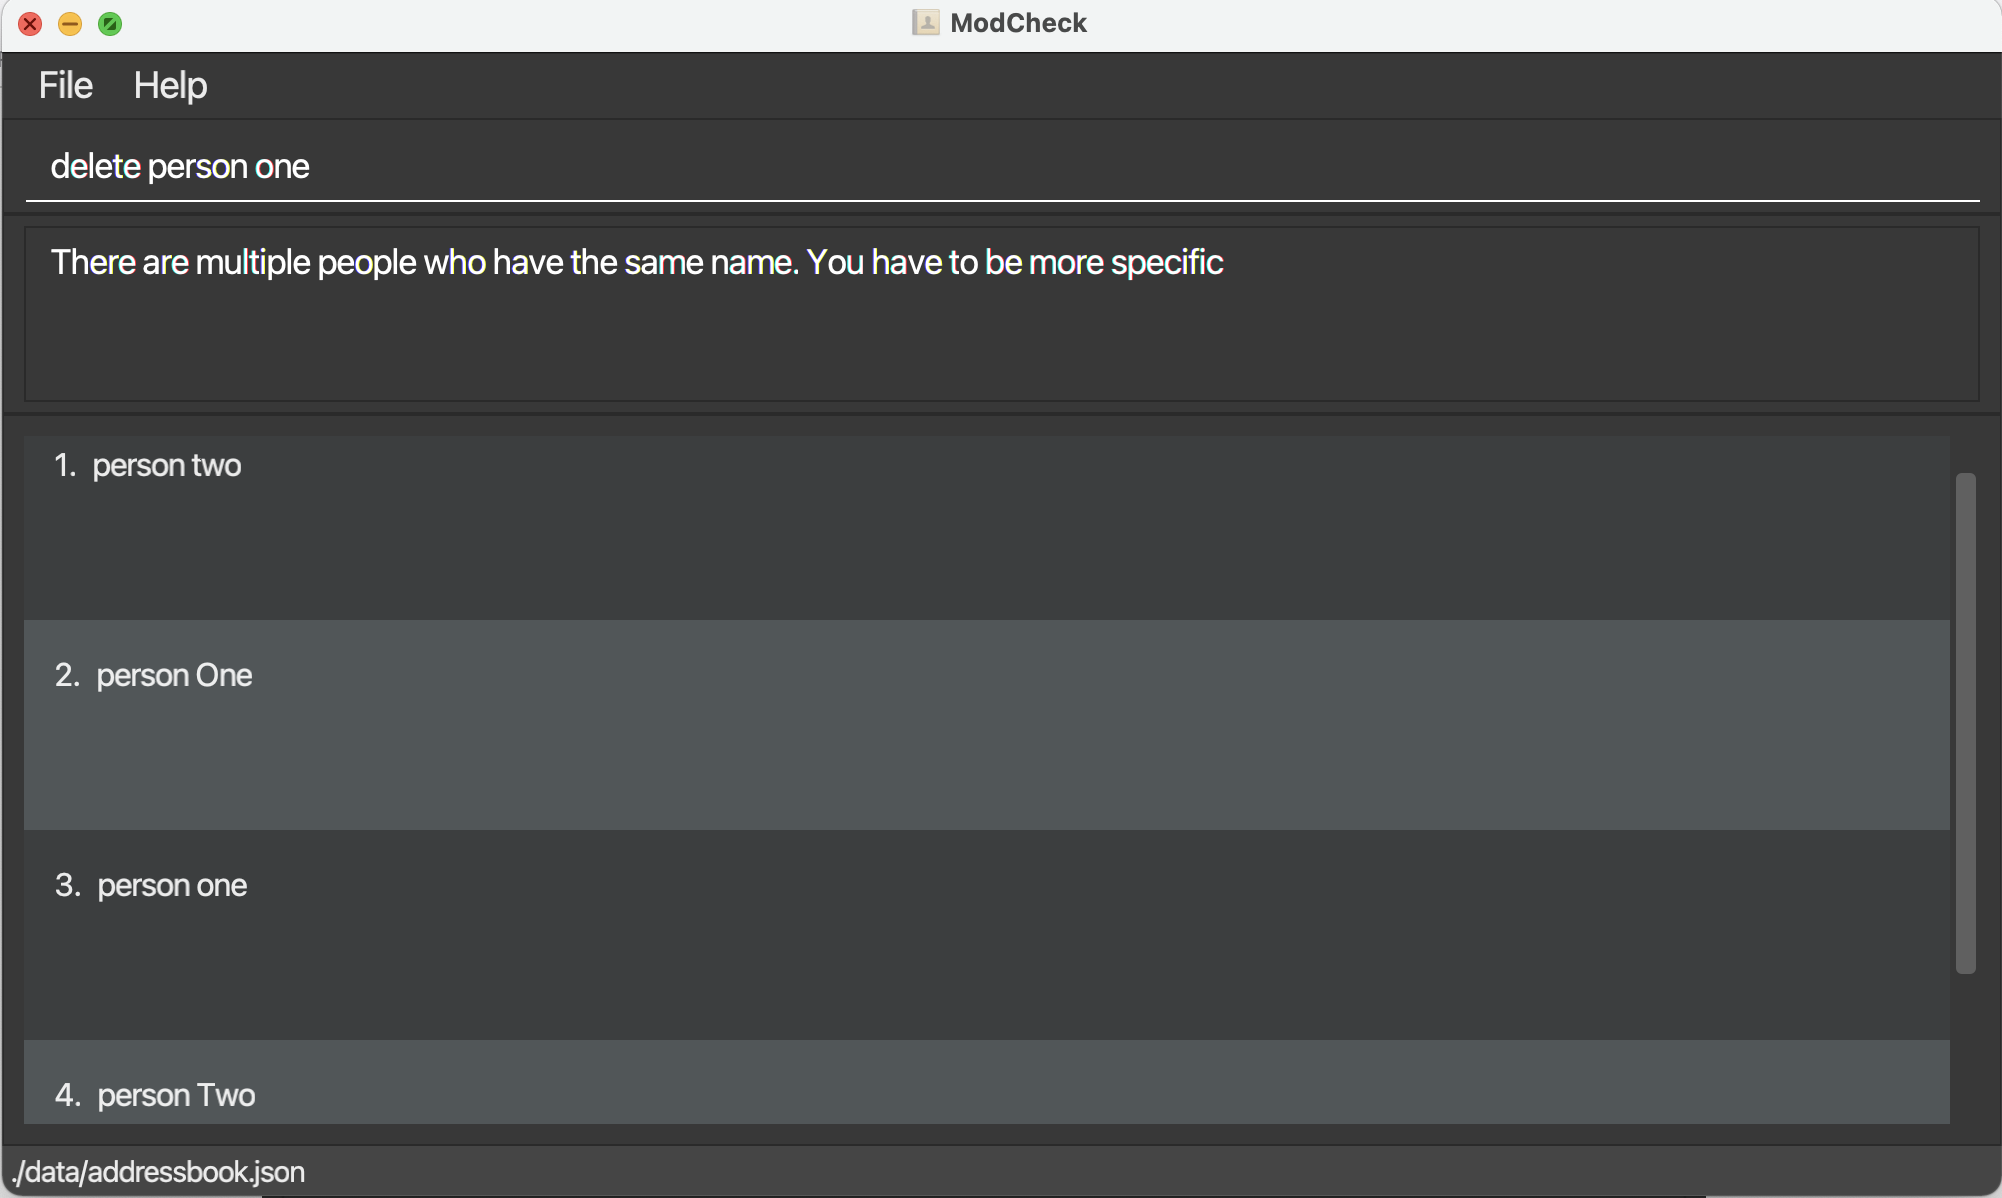 ModCheck
File Help
delete person one
There are multiple people who have the same name. You have to be more specific
1. person two
2. person One
3. person one
4. person Two
./data/addressbook.json